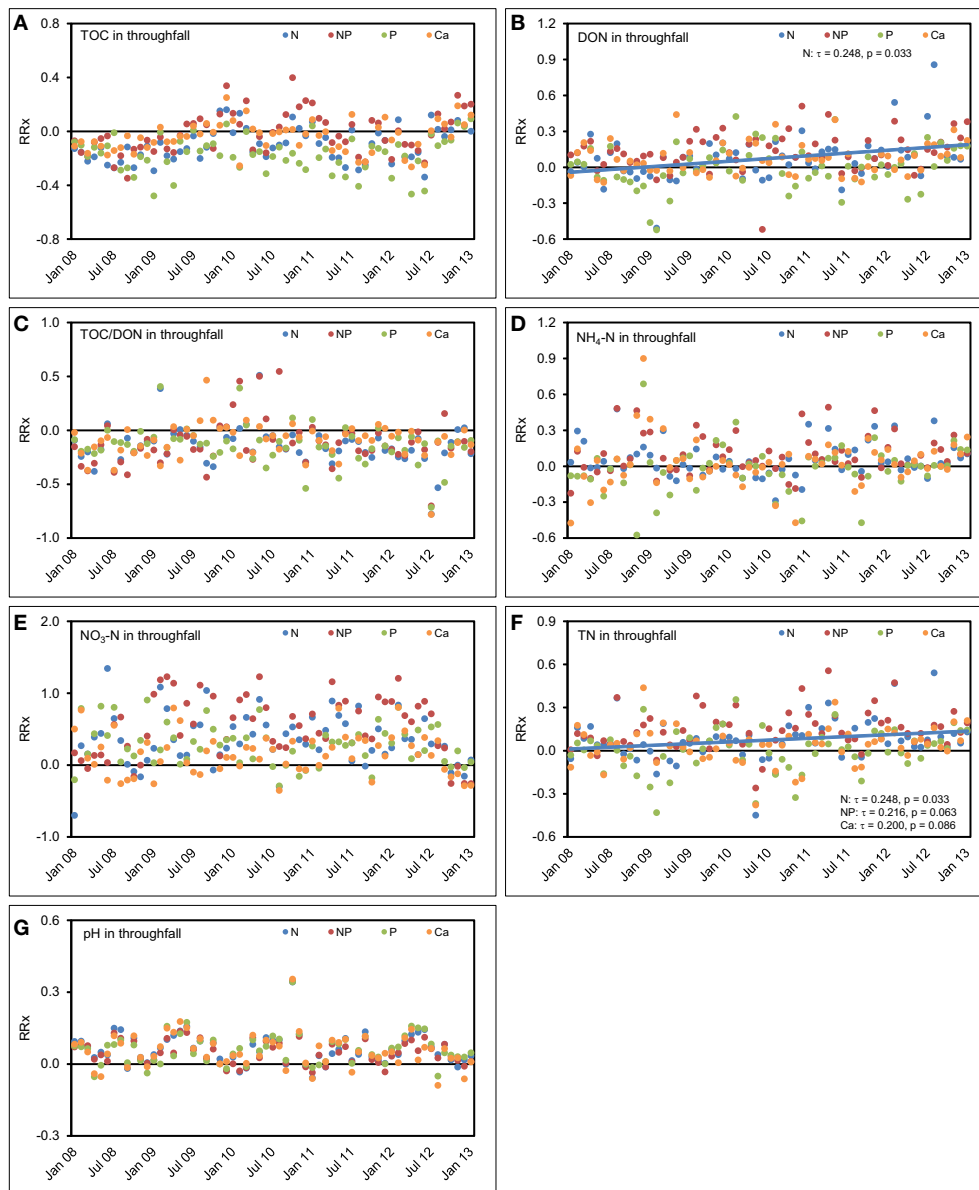 A
TOC in throughfall
N NP P Ca
RRx
0.8
0.4
0.0
-0.4
-0.8
Jan 08 Jul 08 Jan 09 Jul 09 Jan 10 Jul 10 Jan 11 Jul 11 Jan 12 Jul 12 Jan 13
B
DON in throughfall
N NP P Ca
N: τ = 0.248, p = 0.033
RRx
1.2
0.9
0.6
0.3
0.0
-0.3
-0.6
Jan 08 Jul 08 Jan 09 Jul 09 Jan 10 Jul 10 Jan 11 Jul 11 Jan 12 Jul 12 Jan 13
C
TOC/DON in throughfall
N NP P Ca
RRx
1.0
0.5
0.0
-0.5
-1.0
Jan 08 Jul 08 Jan 09 Jul 09 Jan 10 Jul 10 Jan 11 Jul 11 Jan 12 Jul 12 Jan 13
D
NH₄-N in throughfall
N NP P Ca
RRx
1.2
0.9
0.6
0.3
0.0
-0.3
-0.6
Jan 08 Jul 08 Jan 09 Jul 09 Jan 10 Jul 10 Jan 11 Jul 11 Jan 12 Jul 12 Jan 13
E
NO₃-N in throughfall
N NP P Ca
RRx
2.0
1.0
0.0
-1.0
Jan 08 Jul 08 Jan 09 Jul 09 Jan 10 Jul 10 Jan 11 Jul 11 Jan 12 Jul 12 Jan 13
F
TN in throughfall
N NP P Ca
RRx
1.2
0.9
0.6
0.3
0.0
-0.3
-0.6
N: τ = 0.248, p = 0.033
NP: τ = 0.216, p = 0.063
Ca: τ = 0.200, p = 0.086
Jan 08 Jul 08 Jan 09 Jul 09 Jan 10 Jul 10 Jan 11 Jul 11 Jan 12 Jul 12 Jan 13
G
pH in throughfall
N NP P Ca
RRx
0.6
0.3
0.0
-0.3
Jan 08 Jul 08 Jan 09 Jul 09 Jan 10 Jul 10 Jan 11 Jul 11 Jan 12 Jul 12 Jan 13